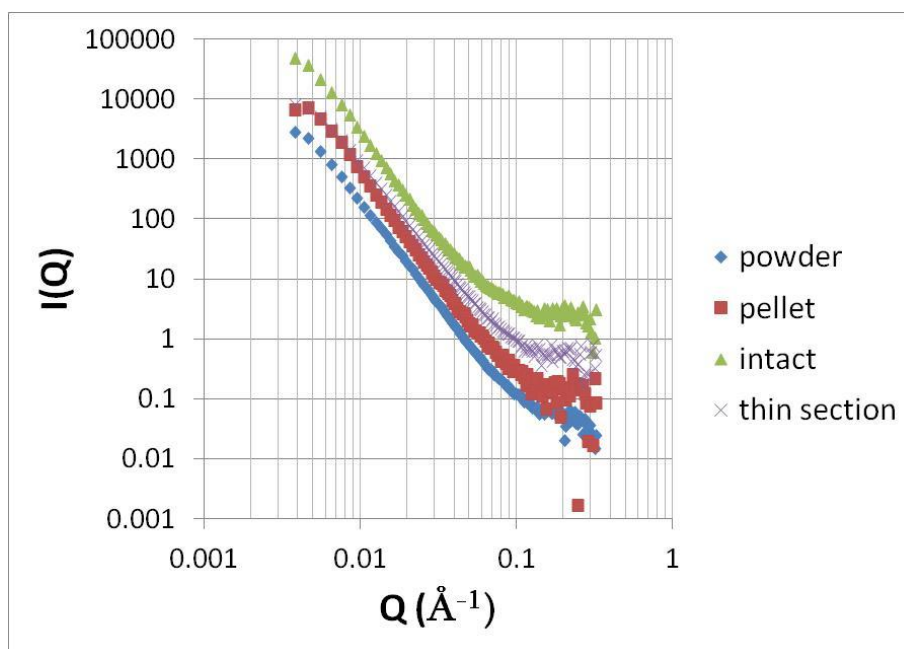 100000
10000
1000
100
10
1
0.1
0.01
0.001
I(Q)
0.001 0.01 0.1 1
Q (Å⁻¹)
powder
pellet
intact
thin section